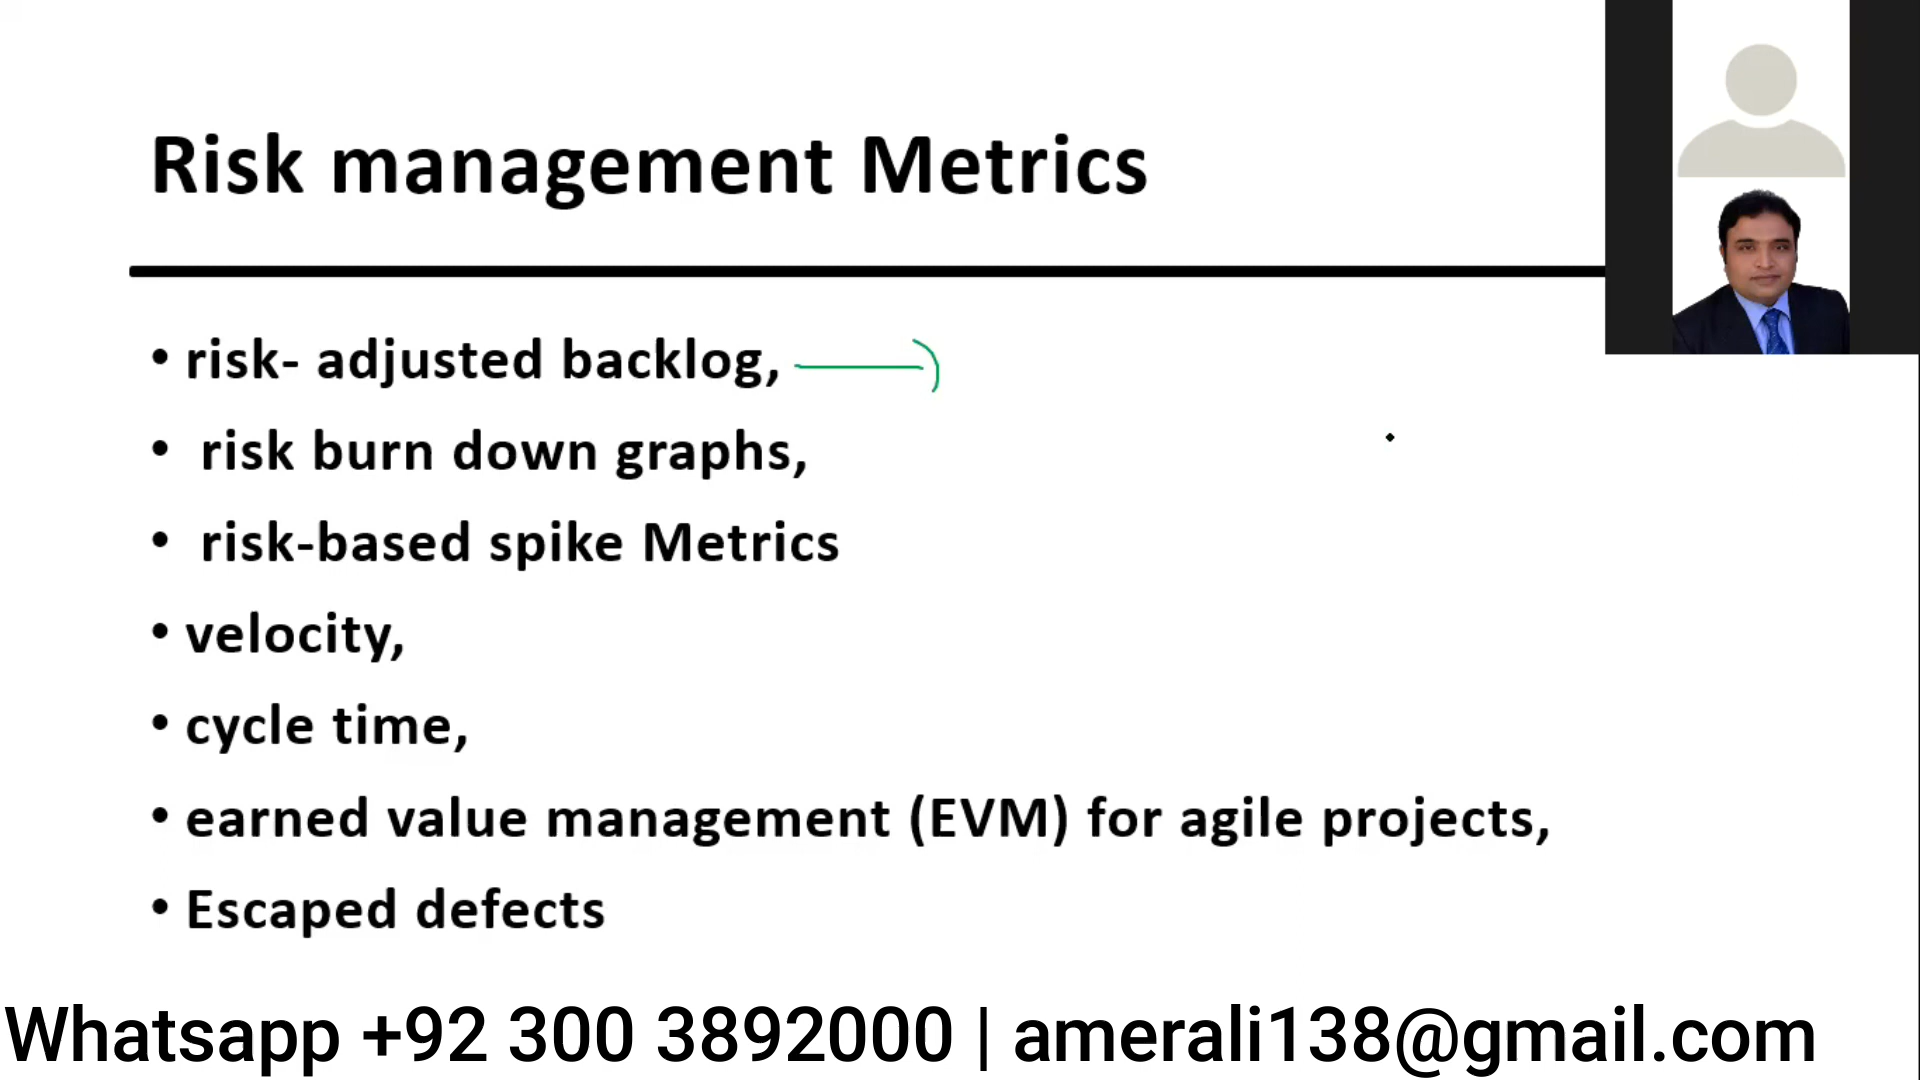 Risk management Metrics
• risk- adjusted backlog,
• risk burn down graphs,
• risk-based spike Metrics
• velocity,
• cycle time,
• earned value management (EVM) for agile projects,
• Escaped defects
Whatsapp +92 300 3892000 | amerali138@gmail.com